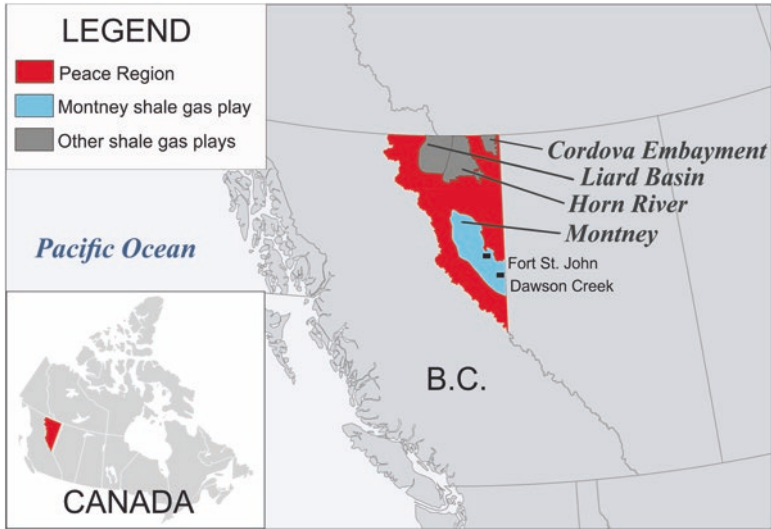 LEGEND
Peace Region
Montney shale gas play
Other shale gas plays
Cordova Embayment
Liard Basin
Horn River
Montney
Pacific Ocean
Fort St. John
Dawson Creek
B.C.
CANADA